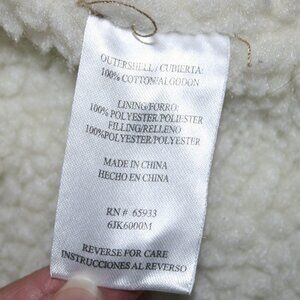 OUTERSHELL / CUBIERTA:
100% COTTON/ALGODON
LINING/FORRO:
100% POLYESTER/POLIESTER
FILLING/RELLENO
100%POLYESTER/POLYESTER
MADE IN CHINA
HECHO EN CHINA
RN # 65933
6JK6000M
REVERSE FOR CARE
INSTRUCCIONES AL REVERSO